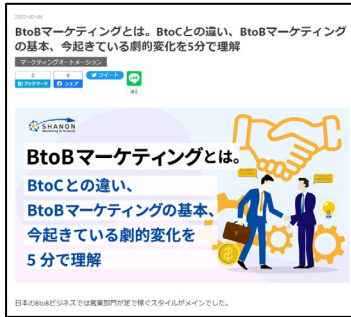 2022-02-04
BtoBマーケティングとは。BtoCとの違い、BtoBマーケティング
の基本、今起きている劇的変化を5分で理解
マーケティングオートメーション
0
8
ツイート
B!ブックマーク
シェア
送る
SHANON
Marketing is Science.
BtoBマーケティングとは。
BtoCとの違い、
BtoBマーケティングの基本、
今起きている劇的変化を
5分で理解
日本のBtoBビジネスでは営業部門が足で稼ぐスタイルがメインでした。